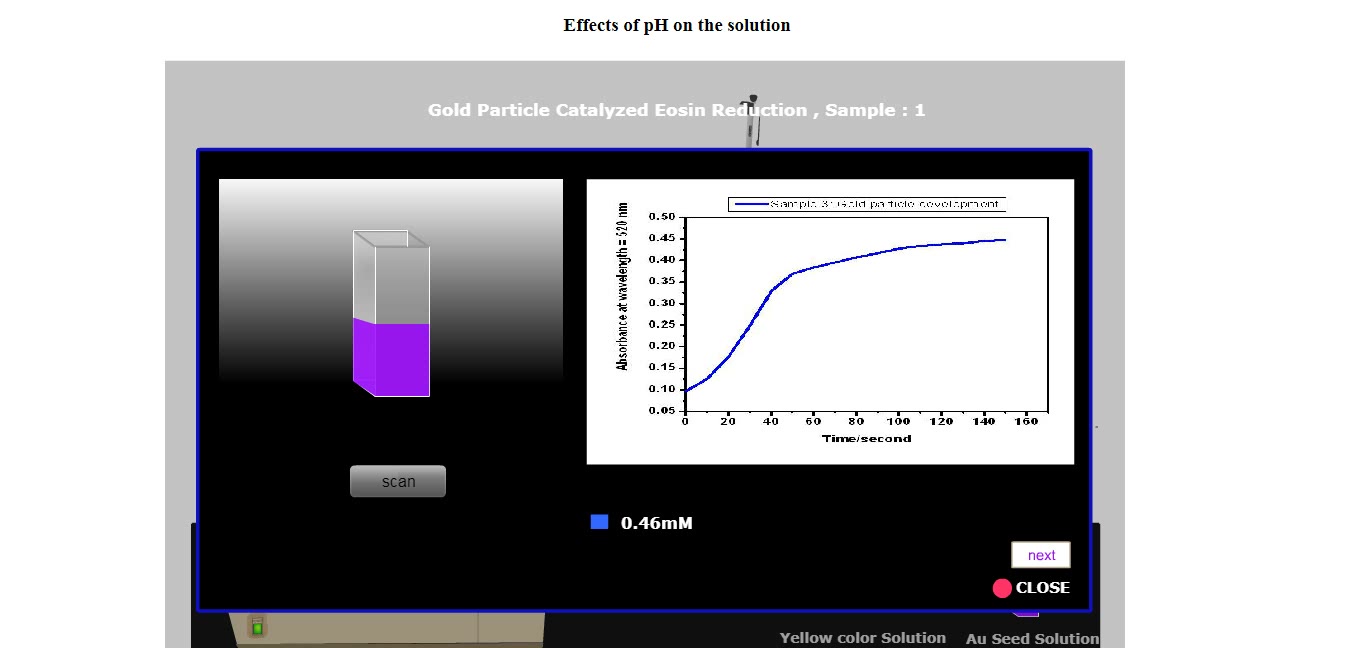 Effects of pH on the solution
Gold Particle Catalyzed Eosin Reduction , Sample : 1
Sample 3: Gold particle development
Absorbance at wavelength = 520 nm
0.50
0.45
0.40
0.35
0.30
0.25
0.20
0.15
0.10
0.05
0 20 40 60 80 100 120 140 160
Time/second
scan
0.46mM
next
CLOSE
Yellow color Solution Au Seed Solution